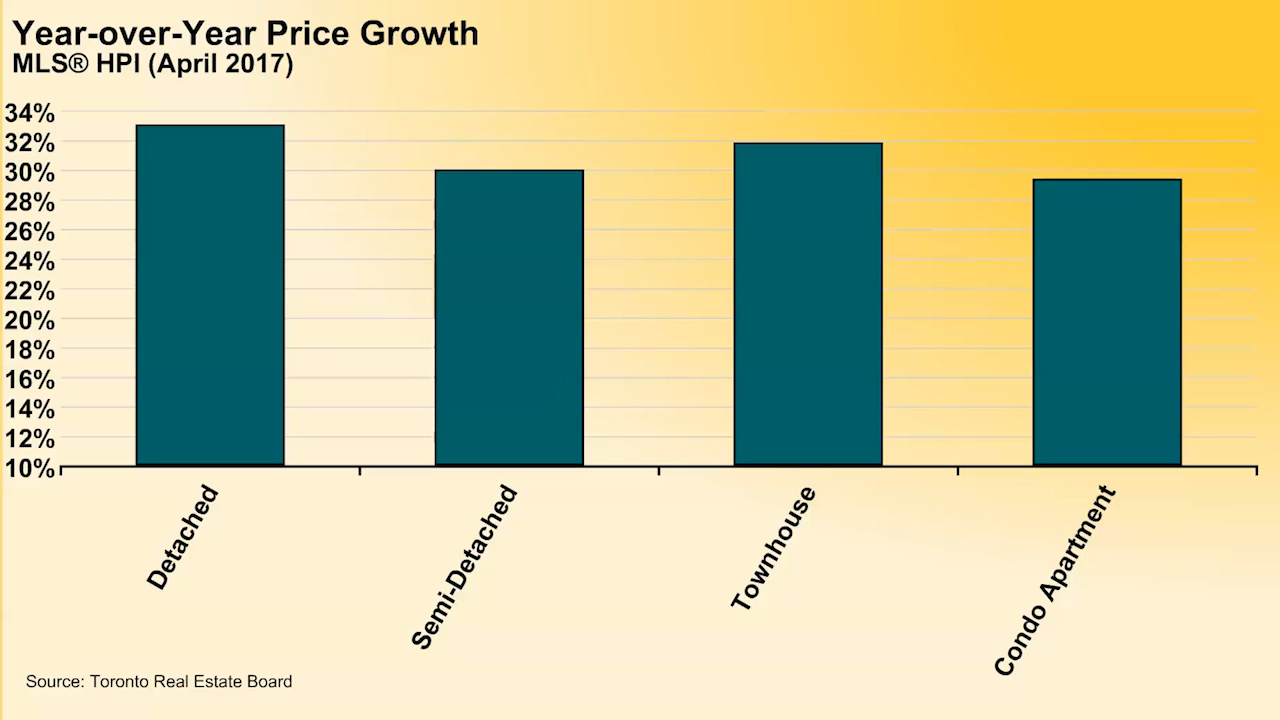 Year-over-Year Price Growth
MLS® HPI (April 2017)
34%
32%
30%
28%
26%
24%
22%
20%
18%
16%
14%
12%
10%
Detached
Semi-Detached
Townhouse
Condo Apartment
Source: Toronto Real Estate Board